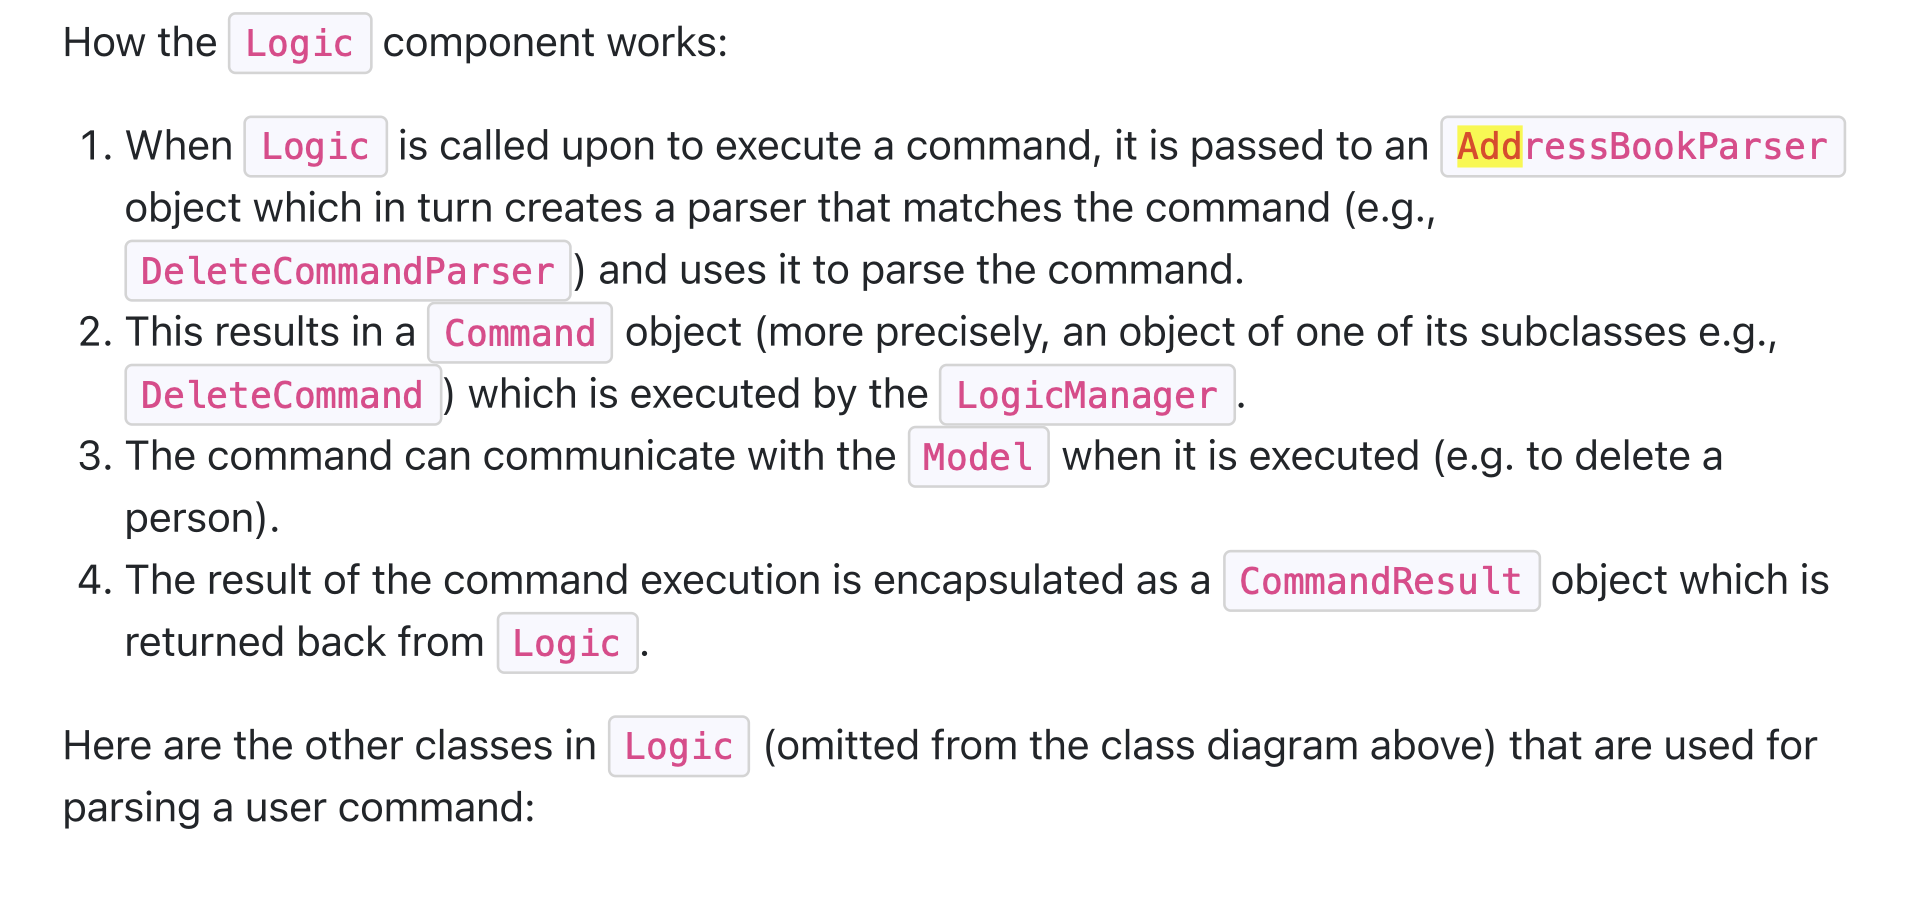 How the Logic component works:
1. When Logic is called upon to execute a command, it is passed to an AddressBookParser
object which in turn creates a parser that matches the command (e.g.,
DeleteCommandParser) and uses it to parse the command.
2. This results in a Command object (more precisely, an object of one of its subclasses e.g.,
DeleteCommand) which is executed by the LogicManager.
3. The command can communicate with the Model when it is executed (e.g. to delete a
person).
4. The result of the command execution is encapsulated as a CommandResult object which is
returned back from Logic.
Here are the other classes in Logic (omitted from the class diagram above) that are used for
parsing a user command: